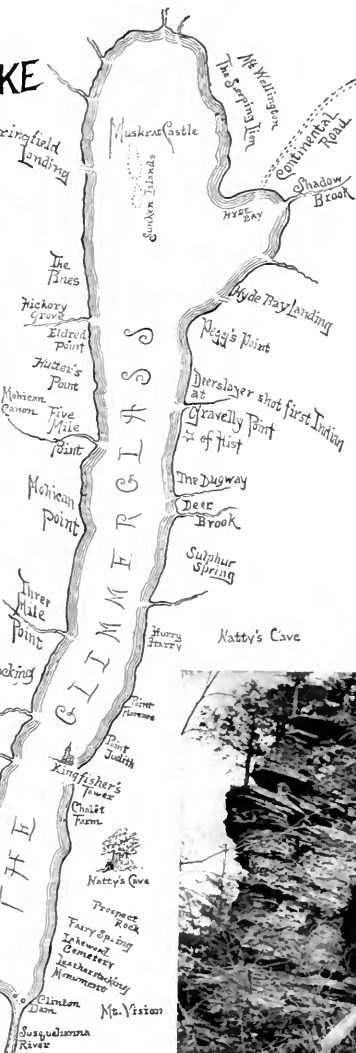 KE
Mt. Wellington
The Sleeping Lion
Continental
Road
Muskrat Castle
Sunken Islands
ringfield
Landing
Shadow
Brook
HYDE
BAY
The
Pines
Hyde Bay Landing
Hickory
Grove
Eldred
Point
Pegg's Point
Hutter's
Point
Deerslayer shot first Indian
at
Gravelly Point
☆ of Hist
Mohican
Canon
Five
Mile
Point
GLIMMERGLASS
The Dugway
Deer
Brook
Mohican
Point
Sulphur
Spring
Three
Mile
Point
Hurry
Harry
Natty's Cave
ocking
Point
Florence
Point
Judith
Kingfisher's
Tower
Chalet
Farm
THE
Natty's Cave
Prospect
Rock
Fairy Spring
Lakewood
Cemetery
Leatherstocking
Monument
Clinton
Dam
Mt. Vision
Susquehanna
River